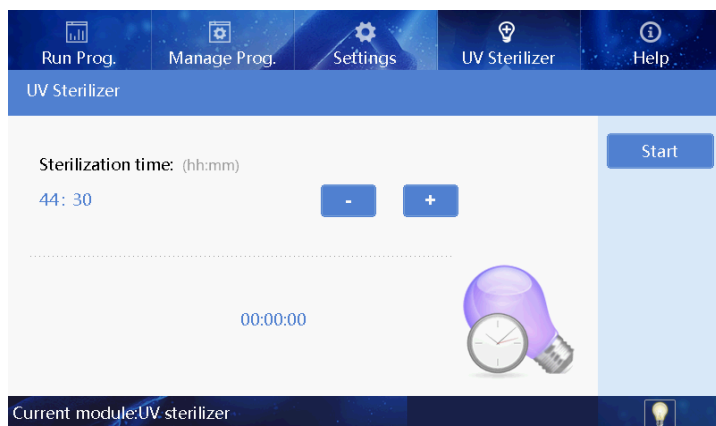 Run Prog. Manage Prog. Settings UV Sterilizer Help
UV Sterilizer
Sterilization time: (hh:mm)
Start
44: 30
- +
00:00:00
Current module:UV sterilizer